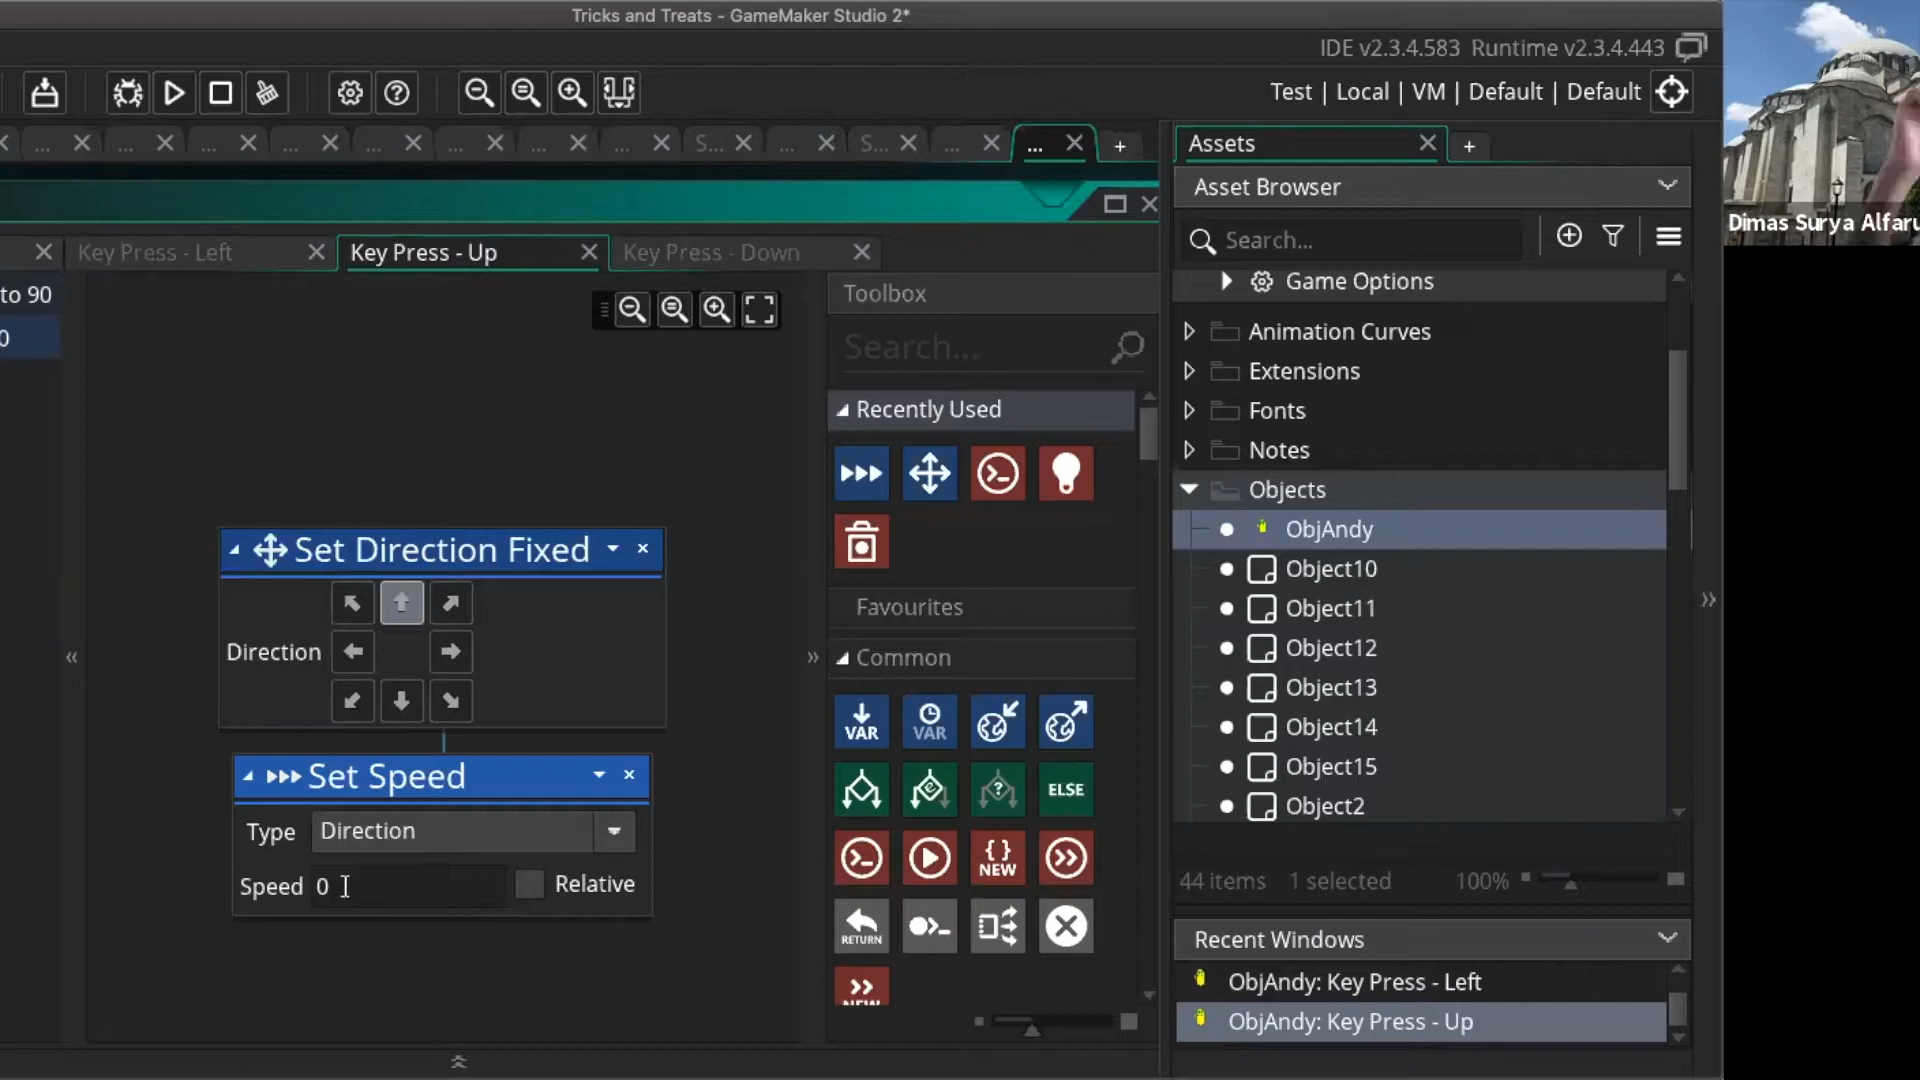 Tricks and Treats - GameMaker Studio 2*
IDE v2.3.4.583 Runtime v2.3.4.443
Test | Local | VM | Default | Default
... ... ... ... ... ... ... ... S... ... S... ... ...
Assets
Asset Browser
Search...
Dimas Surya Alfaru
Key Press - Left
Key Press - Up
Key Press - Down
to 90
0
Toolbox
Search...
Recently Used
Favourites
Common
VAR
VAR
ELSE
{ }
NEW
RETURN
NEW
Set Direction Fixed
Direction
Set Speed
Type Direction
Speed 0 Relative
Game Options
Animation Curves
Extensions
Fonts
Notes
Objects
ObjAndy
Object10
Object11
Object12
Object13
Object14
Object15
Object2
44 items 1 selected 100%
Recent Windows
ObjAndy: Key Press - Left
ObjAndy: Key Press - Up